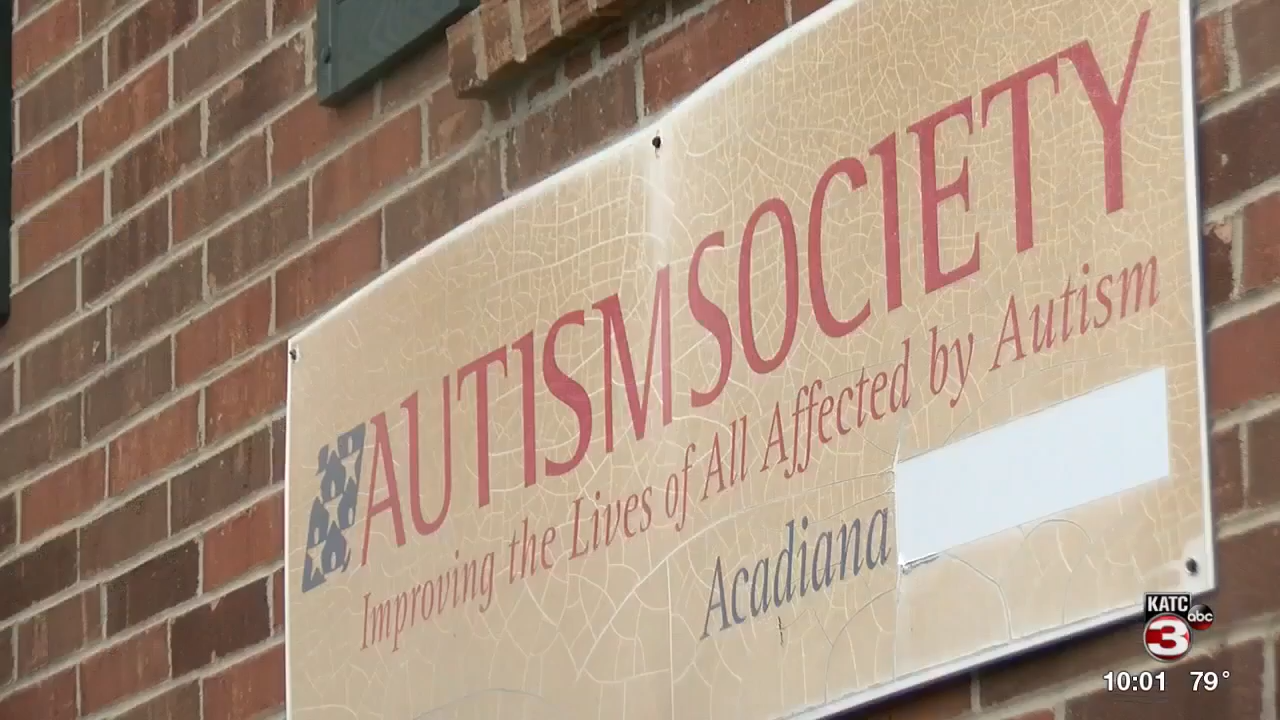 AUTISM SOCIETY
Improving the Lives of All Affected by Autism
Acadiana
KATC
abc
3
10:01 79°